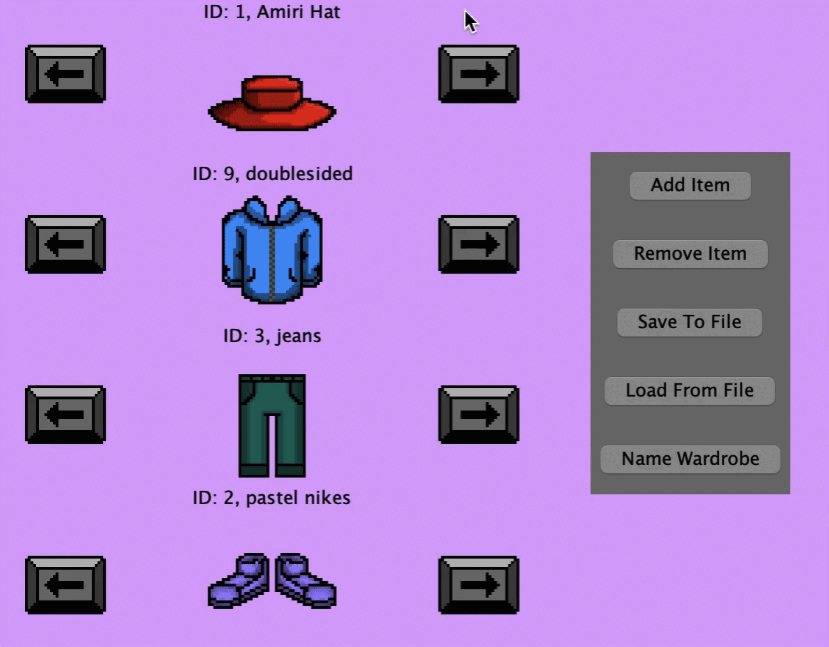 ID: 1, Amiri Hat
ID: 9, doublesided
ID: 3, jeans
ID: 2, pastel nikes
Add Item
Remove Item
Save To File
Load From File
Name Wardrobe